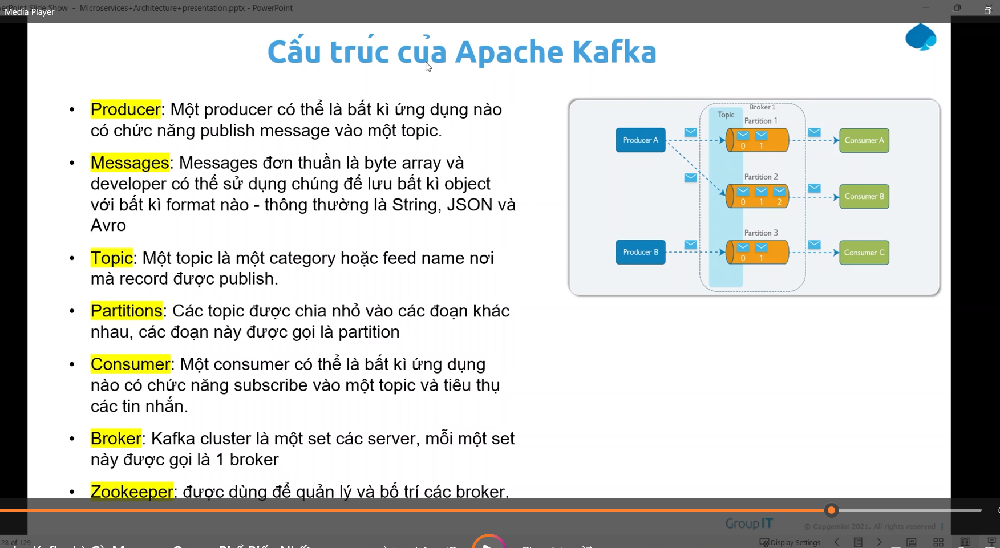 PowerPoint Slide Show - Microservices+Architecture+presentation.pptx - PowerPoint
Media Player
Cấu trúc của Apache Kafka
• Producer: Một producer có thể là bất kì ứng dụng nào
có chức năng publish message vào một topic.
• Messages: Messages đơn thuần là byte array và
developer có thể sử dụng chúng để lưu bất kì object
với bất kì format nào - thông thường là String, JSON và
Avro
• Topic: Một topic là một category hoặc feed name nơi
mà record được publish.
• Partitions: Các topic được chia nhỏ vào các đoạn khác
nhau, các đoạn này được gọi là partition
• Consumer: Một consumer có thể là bất kì ứng dụng
nào có chức năng subscribe vào một topic và tiêu thụ
các tin nhắn.
• Broker: Kafka cluster là một set các server, mỗi một set
này được gọi là 1 broker
• Zookeeper: được dùng để quản lý và bố trí các broker.
Broker 1
Topic
Partition 1
Producer A
0 1
Consumer A
Partition 2
0 1 2
Consumer B
Partition 3
Producer B
0 1
Consumer C
Group IT
© Capgemini 2021. All rights reserved |
28 of 129
Display Settings